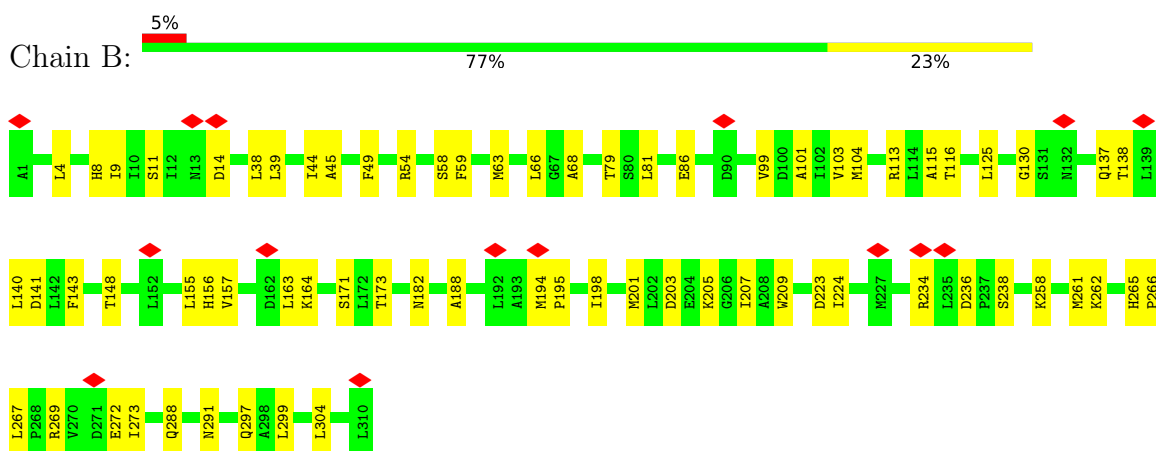 5%
Chain B:
77% 23%
A1 L4 H8 I9 I10 S11 I12 N13 D14 L38 L39 I44 A45 F49 R54 S58 F59 M63 L66 G67 A68 T79 S80 L81 E86 D90 V99 D100 A101 I102 V103 M104 R113 L114 A115 T116 L125 G130 S131 N132 Q137 T138 L139
L140 D141 L142 F143 T148 L152 L155 H156 V157 D162 L163 K164 S171 L172 T173 N182 A188 L192 A193 M194 P195 I198 M201 L202 D203 E204 K205 G206 I207 A208 W209 D223 I224 M227 R234 L235 D236 P237 S238 K258 M261 K262 H265 P266
L267 P268 R269 V270 D271 E272 I273 Q288 N291 Q297 A298 L299 L304 L310